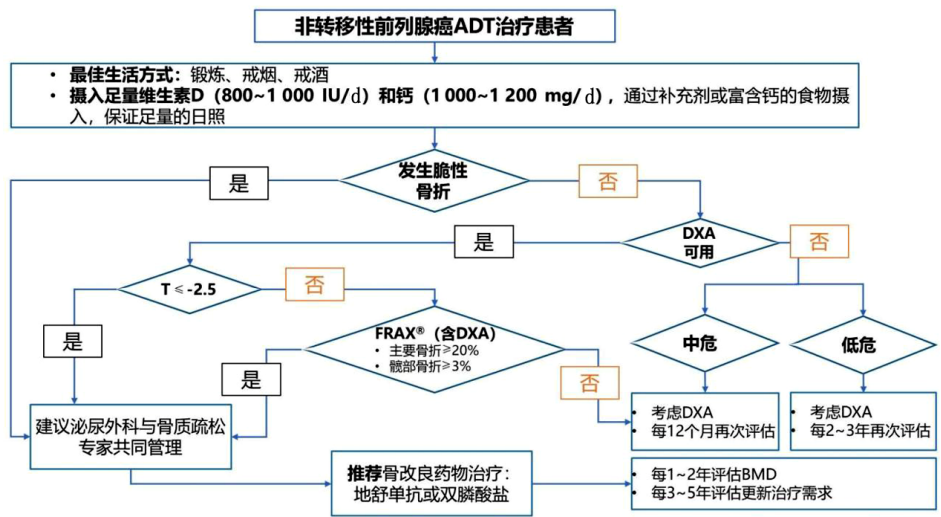 非转移性前列腺癌ADT治疗患者
• 最佳生活方式：锻炼、戒烟、戒酒
• 摄入足量维生素D（800~1 000 IU/d）和钙（1 000~1 200 mg/d），通过补充剂或富含钙的食物摄
入，保证足量的日照
发生脆性
骨折
是
否
DXA
可用
是
否
T≤-2.5
否
是
FRAX®（含DXA）
• 主要骨折≥20%
• 髋部骨折≥3%
是
否
中危
低危
建议泌尿外科与骨质疏松
专家共同管理
• 考虑DXA
• 每12个月再次评估
• 考虑DXA
• 每2~3年再次评估
推荐骨改良药物治疗：
地舒单抗或双膦酸盐
• 每1~2年评估BMD
• 每3~5年评估更新治疗需求